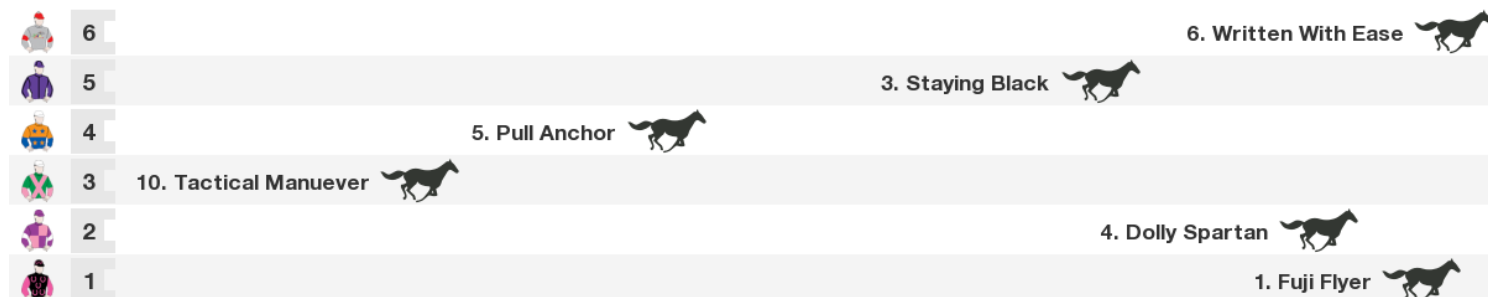 6 6. Written With Ease
5 3. Staying Black
4 5. Pull Anchor
3 10. Tactical Manuever
2 4. Dolly Spartan
1 1. Fuji Flyer